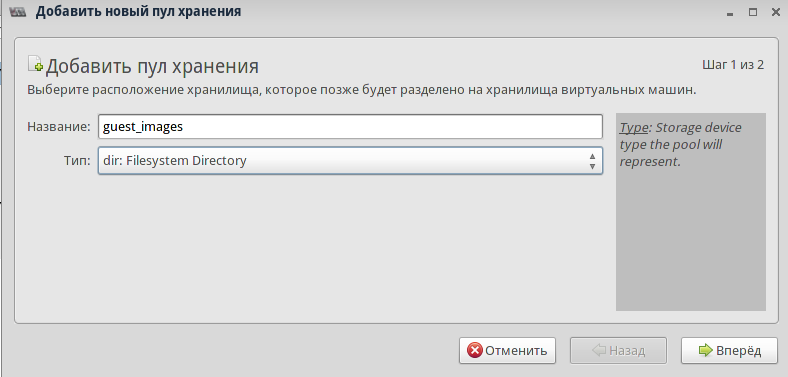 Добавить новый пул хранения
Добавить пул хранения
Шаг 1 из 2
Выберите расположение хранилища, которое позже будет разделено на хранилища виртуальных машин.
Название: guest_images
Тип: dir: Filesystem Directory
Type: Storage device
type the pool will
represent.
Отменить
Назад
Вперёд